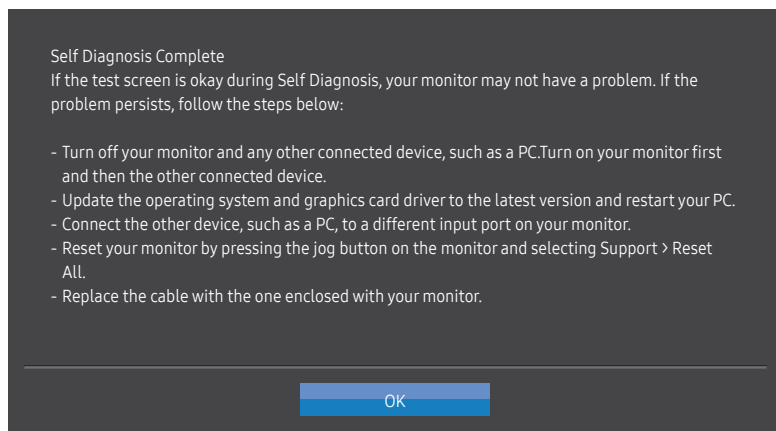 Self Diagnosis Complete
If the test screen is okay during Self Diagnosis, your monitor may not have a problem. If the
problem persists, follow the steps below:
- Turn off your monitor and any other connected device, such as a PC.Turn on your monitor first
and then the other connected device.
- Update the operating system and graphics card driver to the latest version and restart your PC.
- Connect the other device, such as a PC, to a different input port on your monitor.
- Reset your monitor by pressing the jog button on the monitor and selecting Support > Reset
All.
- Replace the cable with the one enclosed with your monitor.
OK